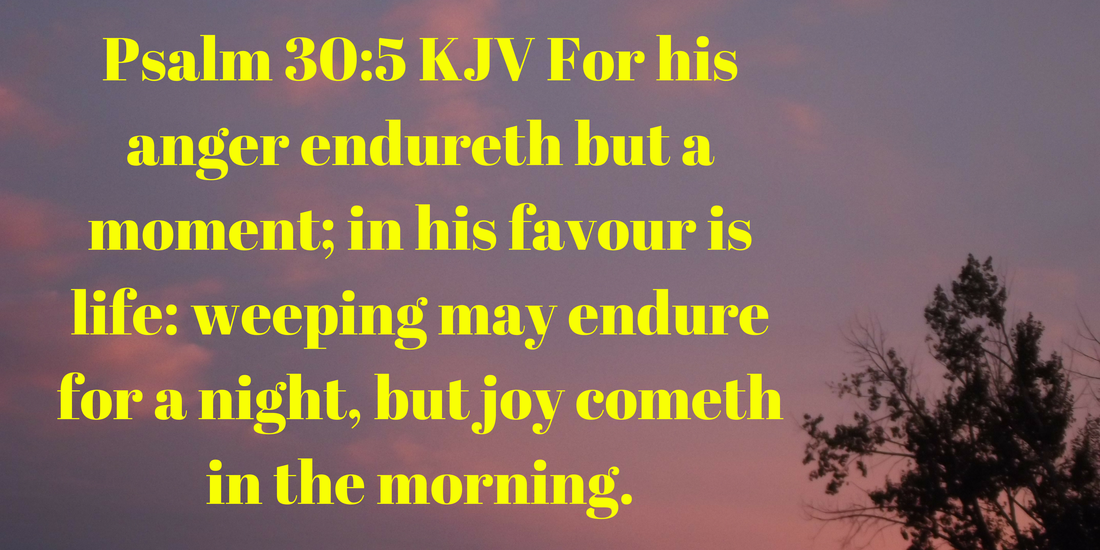 Psalm 30:5 KJV For his
anger endureth but a
moment; in his favour is
life: weeping may endure
for a night, but joy cometh
in the morning.